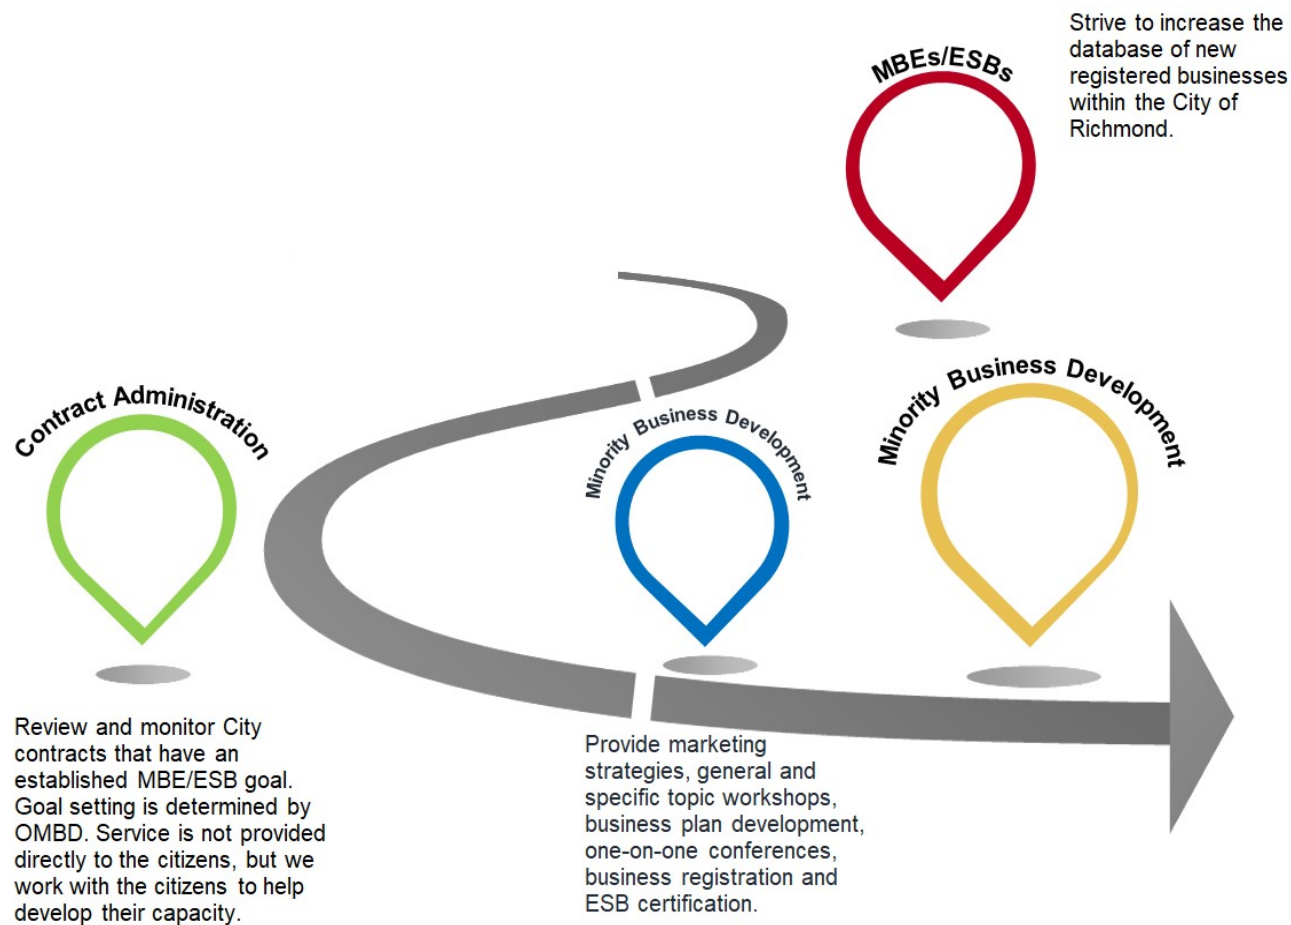 MBEs/ESBs
Strive to increase the
database of new
registered businesses
within the City of
Richmond.
Contract Administration
Review and monitor City
contracts that have an
established MBE/ESB goal.
Goal setting is determined by
OMBD. Service is not provided
directly to the citizens, but we
work with the citizens to help
develop their capacity.
Minority Business Development
Provide marketing
strategies, general and
specific topic workshops,
business plan development,
one-on-one conferences,
business registration and
ESB certification.
Minority Business Development